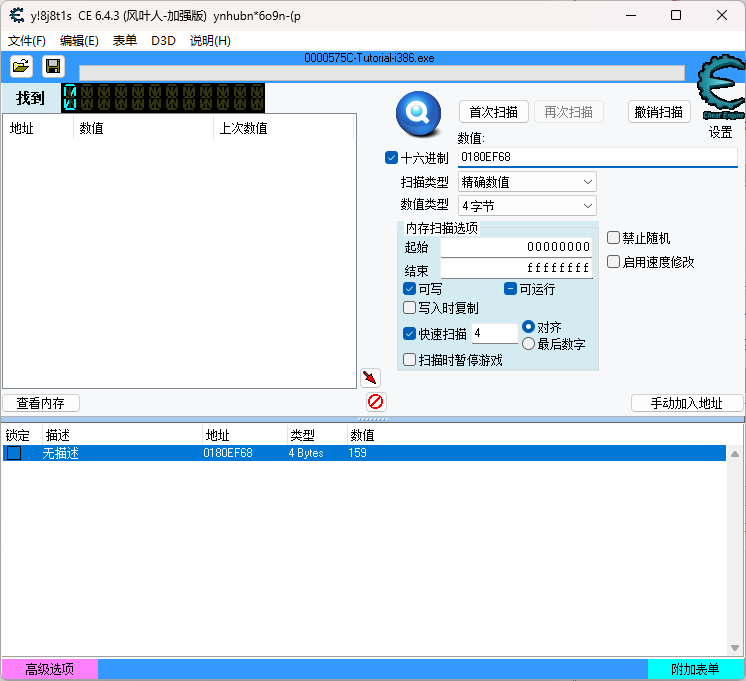 y!8j8t1s CE 6.4.3 (风叶人-加强版) ynhubn*6o9n-(p
文件(F) 编辑(E) 表单 D3D 说明(H)
0000575C-Tutorial-i386.exe
找到
地址 数值 上次数值
首次扫描 再次扫描 撤销扫描
Cheat Engine
设置
数值:
十六进制 0180EF68
扫描类型 精确数值
数值类型 4 字节
内存扫描选项
起始 00000000
结束 ffffffff
可写 可运行
写入时复制
快速扫描 4 对齐
最后数字
扫描时暂停游戏
禁止随机
启用速度修改
查看内存 手动加入地址
锁定 描述 地址 类型 数值
无描述 0180EF68 4 Bytes 159
高级选项 附加表单